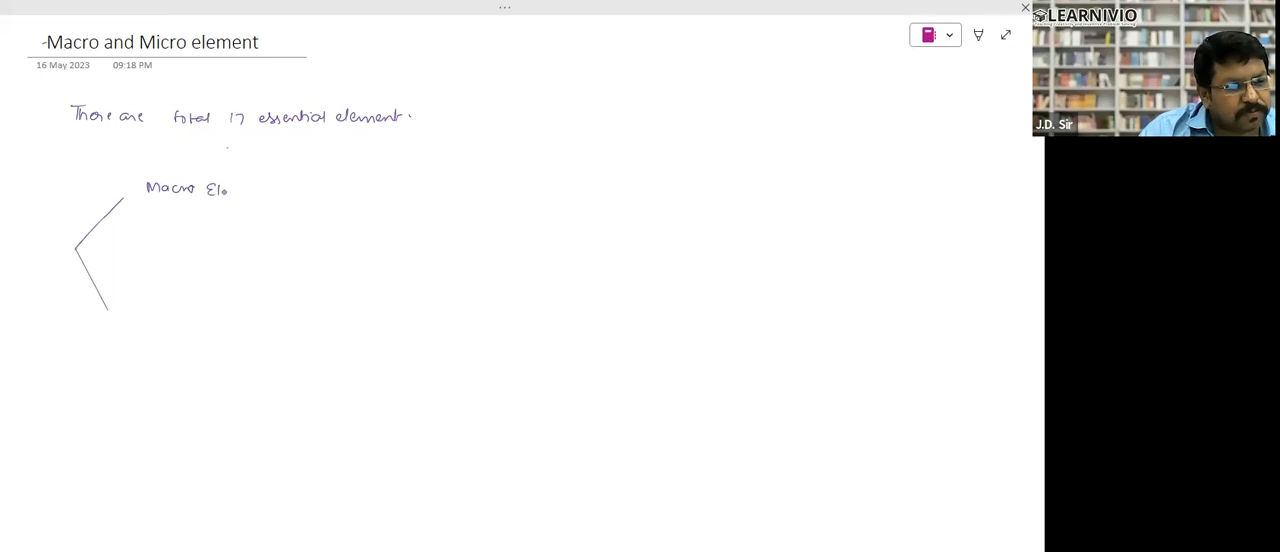 -Macro and Micro element
16 May 2023 09:18 PM
There are total 17 essential element.
Macro Ele
LEARNIVIO
J.D. Sir